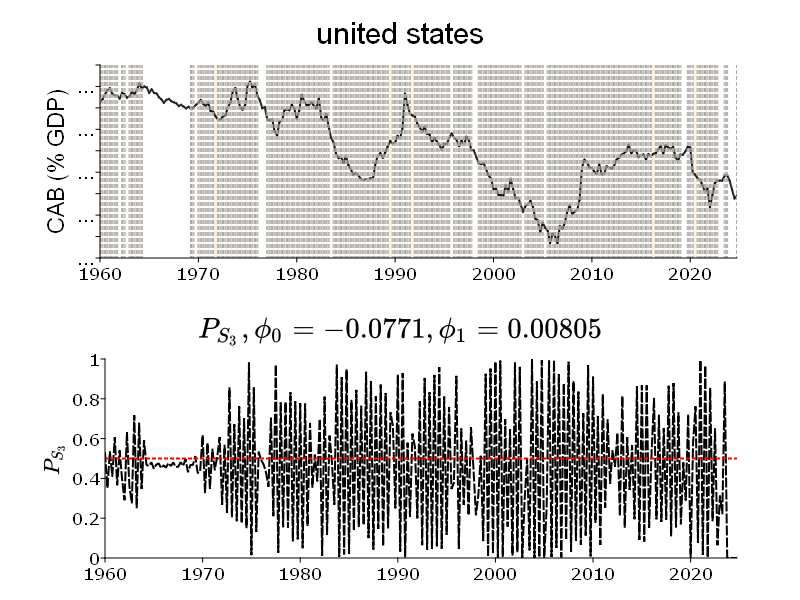 united states
CAB (% GDP)
...
...
...
...
...
1960 1970 1980 1990 2000 2010 2020
P_{S_3}, ϕ_0 = −0.0771, ϕ_1 = 0.00805
P_{S_3}
1
0.8
0.6
0.4
0.2
0
1960 1970 1980 1990 2000 2010 2020